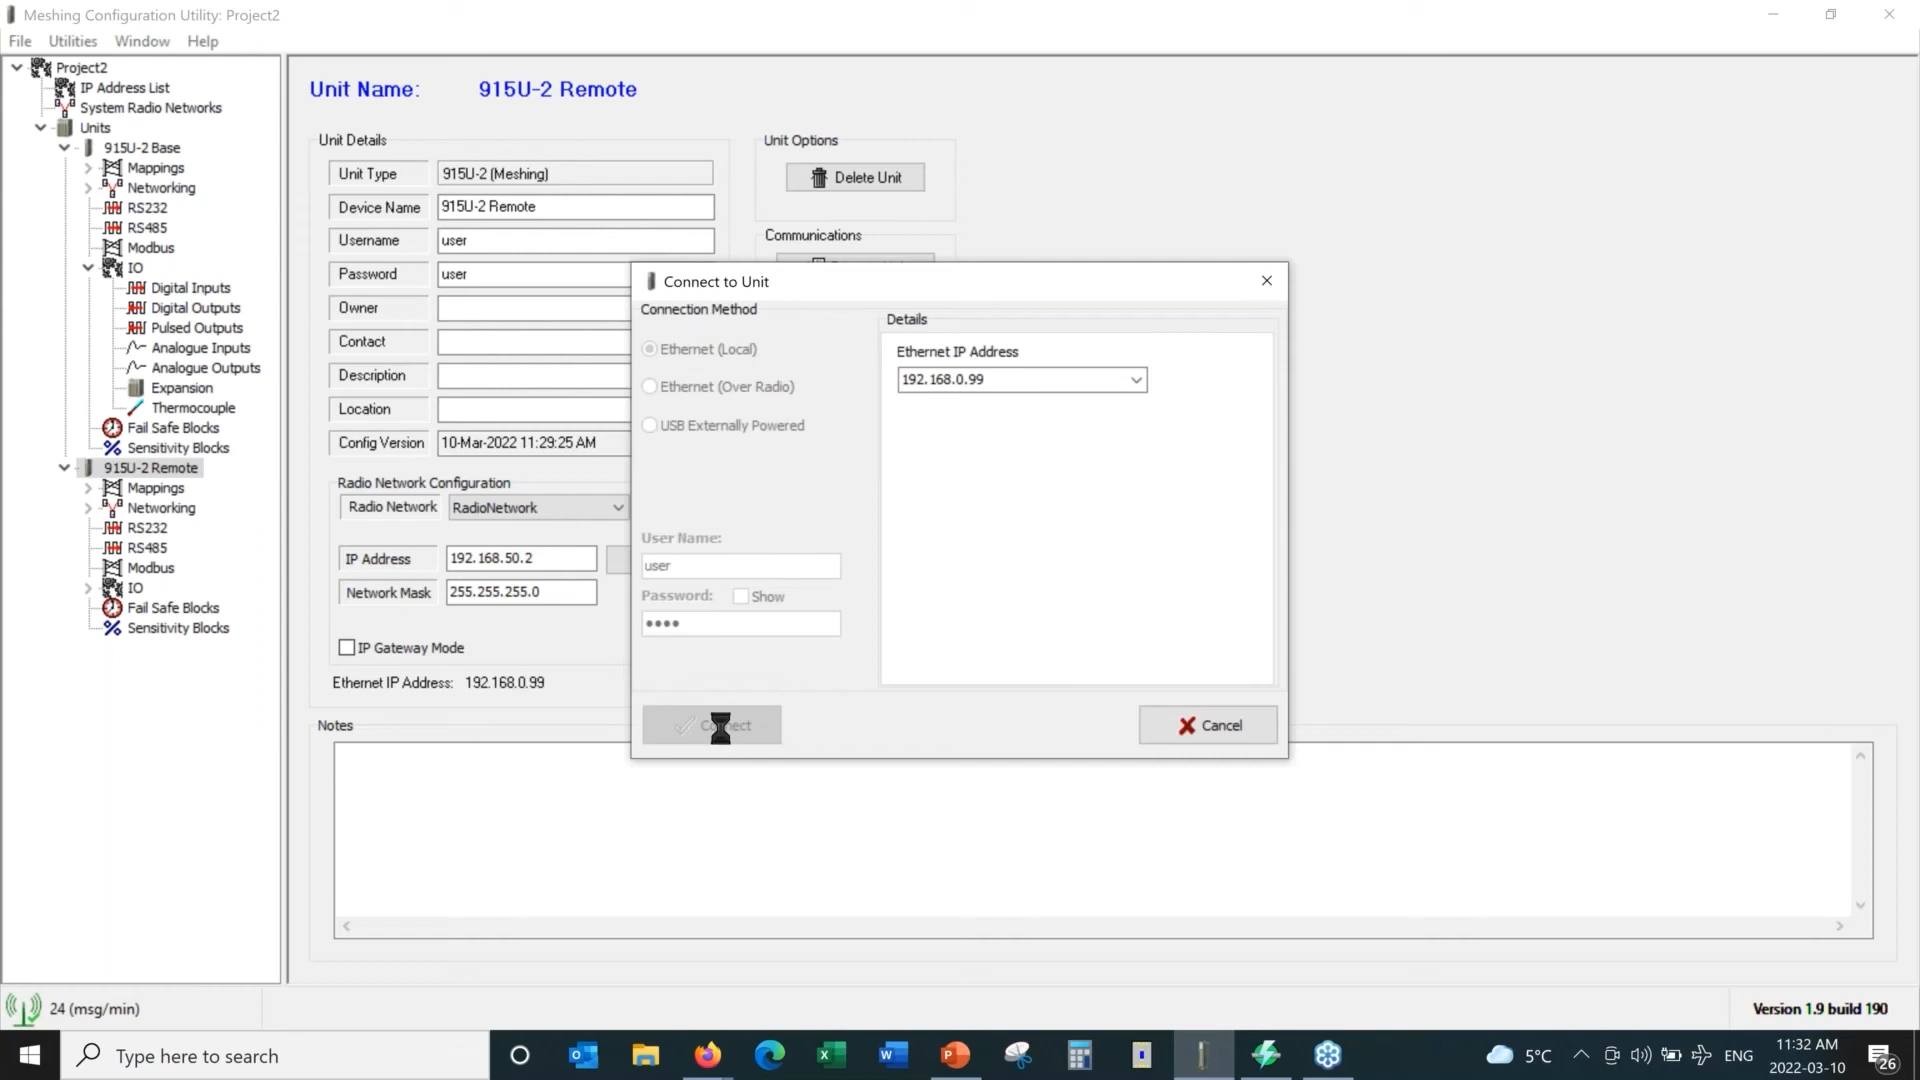 Meshing Configuration Utility: Project2
File Utilities Window Help
Project2
IP Address List
System Radio Networks
Units
915U-2 Base
Mappings
Networking
RS232
RS485
Modbus
IO
Digital Inputs
Digital Outputs
Pulsed Outputs
Analogue Inputs
Analogue Outputs
Expansion
Thermocouple
Fail Safe Blocks
Sensitivity Blocks
915U-2 Remote
Mappings
Networking
RS232
RS485
Modbus
IO
Fail Safe Blocks
Sensitivity Blocks
Unit Name: 915U-2 Remote
Unit Details
Unit Type 915U-2 (Meshing)
Device Name 915U-2 Remote
Username user
Password user
Owner
Contact
Description
Location
Config Version 10-Mar-2022 11:29:25 AM
Radio Network Configuration
Radio Network RadioNetwork
IP Address 192.168.50.2
Network Mask 255.255.255.0
IP Gateway Mode
Ethernet IP Address: 192.168.0.99
Notes
Unit Options
Delete Unit
Communications
Connect to Unit
Connection Method
Ethernet (Local)
Ethernet (Over Radio)
USB Externally Powered
User Name:
user
Password: Show
••••
Details
Ethernet IP Address
192.168.0.99
Connect
Cancel
24 (msg/min)
Version 1.9 build 190
Type here to search
5°C
ENG
11:32 AM
2022-03-10
26